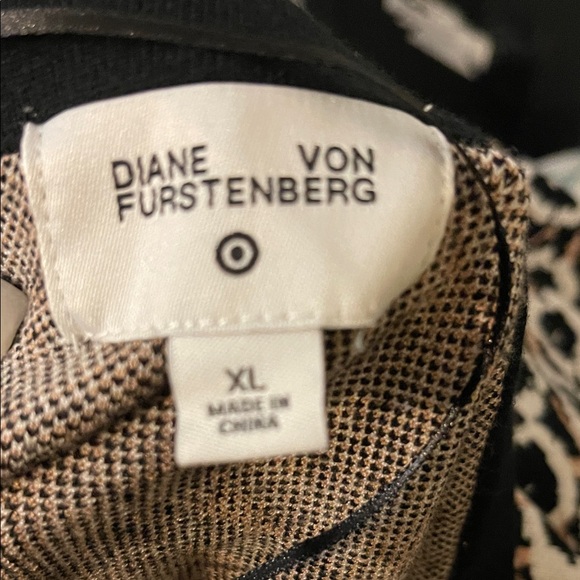 DIANE VON
FURSTENBERG
XL
MADE IN
CHINA